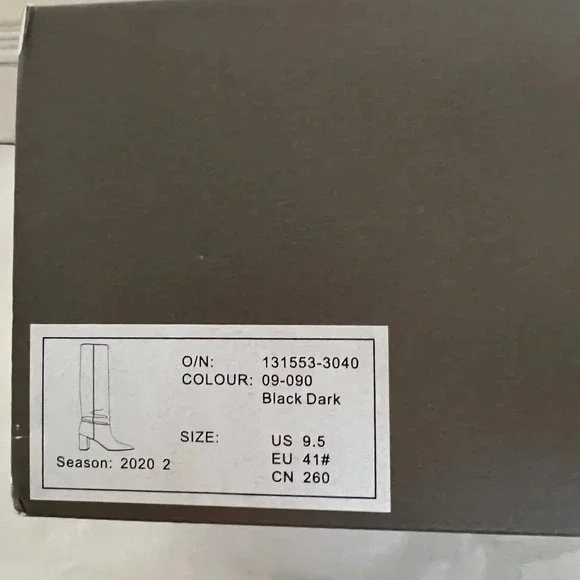 O/N: 131553-3040
COLOUR: 09-090
Black Dark
SIZE: US 9.5
EU 41#
CN 260
Season: 2020 2